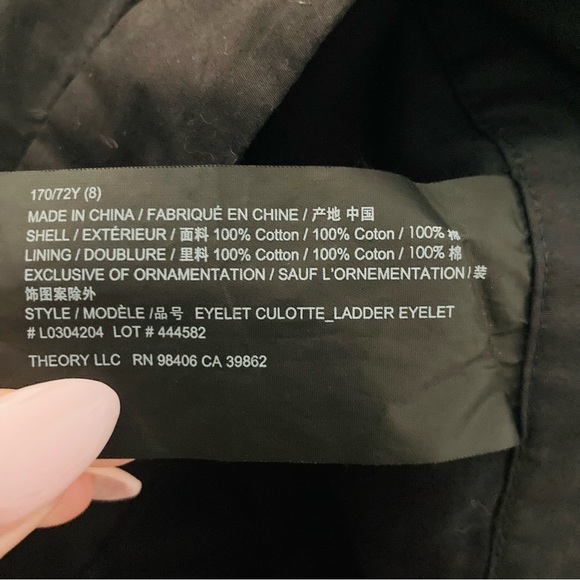 170/72Y (8)
MADE IN CHINA / FABRIQUÉ EN CHINE / 产地 中国
SHELL / EXTÉRIEUR / 面料 100% Cotton / 100% Coton / 100% 棉
LINING / DOUBLURE / 里料 100% Cotton / 100% Coton / 100% 棉
EXCLUSIVE OF ORNAMENTATION / SAUF L'ORNEMENTATION / 装
饰图案除外
STYLE / MODÈLE /品号 EYELET CULOTTE_LADDER EYELET
# L0304204 LOT # 444582
THEORY LLC RN 98406 CA 39862